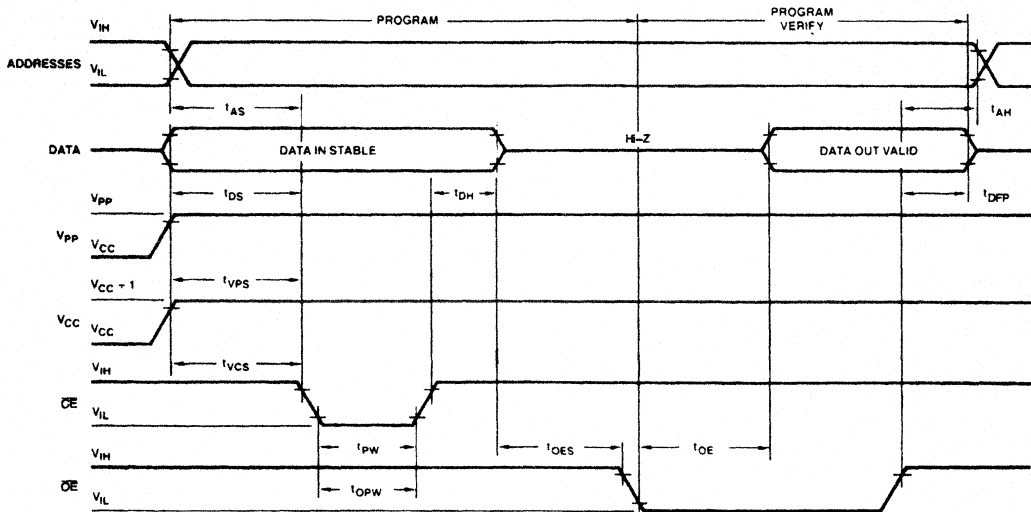 PROGRAM
PROGRAM
VERIFY
VIH
ADDRESSES
VIL
tAS
tAH
DATA
DATA IN STABLE
Hi–Z
DATA OUT VALID
tDS
tDH
tDFP
VPP
VPP
VCC
VCC + 1
tVPS
VCC
VCC
tVCS
VIH
CE
VIL
tPW
tOES
tOE
VIH
tOPW
OE
VIL